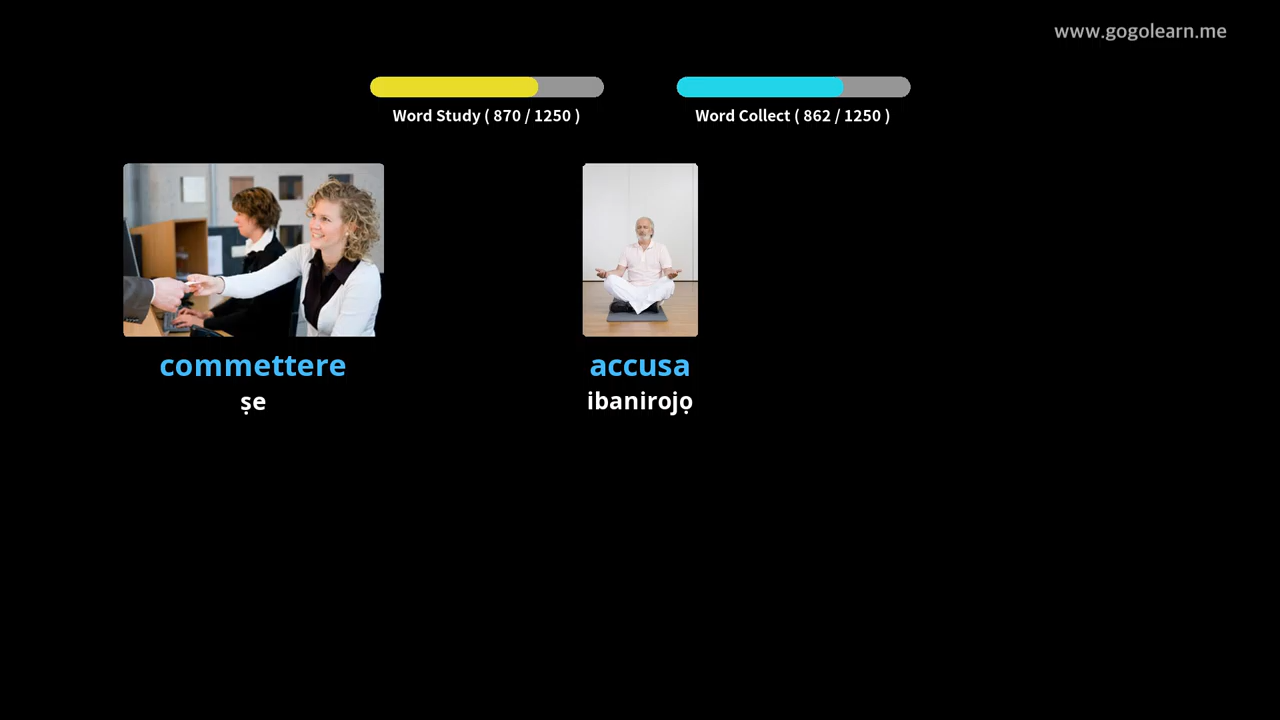 www.gogolearn.me
Word Study ( 870 / 1250 )
Word Collect ( 862 / 1250 )
commettere
ṣe
accusa
ibanirojọ